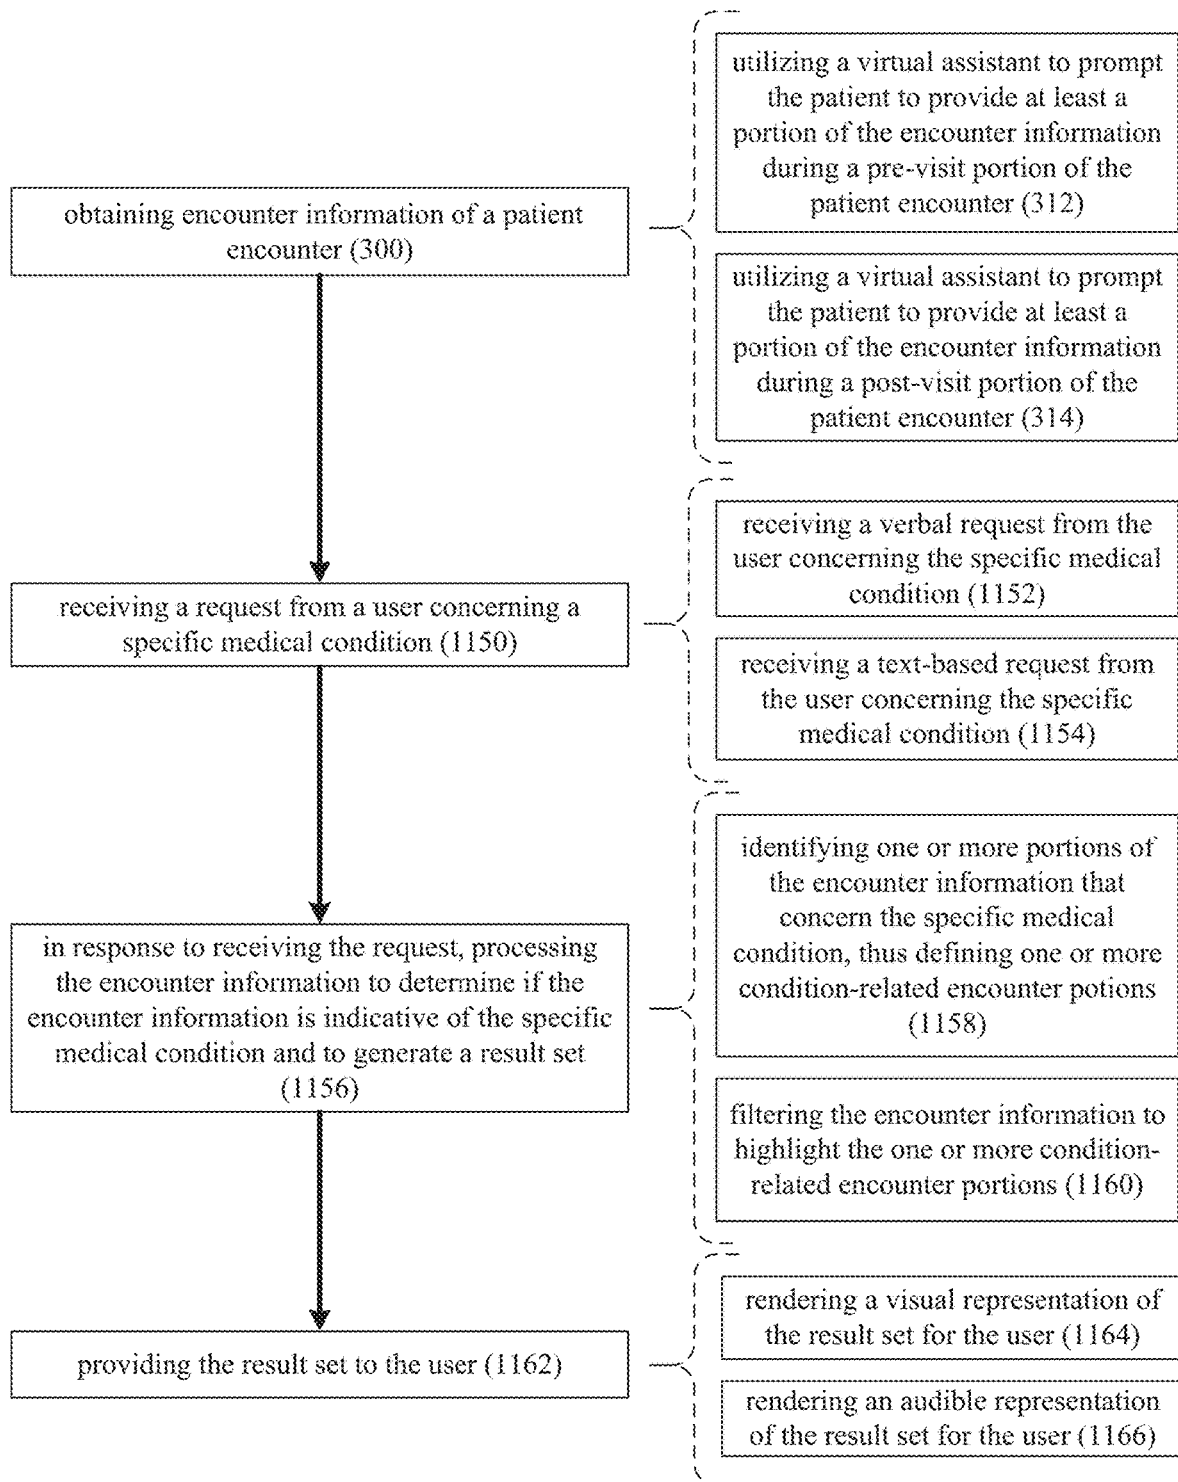 utilizing a virtual assistant to prompt
the patient to provide at least a
portion of the encounter information
during a pre-visit portion of the
patient encounter (312)
obtaining encounter information of a patient
encounter (300)
utilizing a virtual assistant to prompt
the patient to provide at least a
portion of the encounter information
during a post-visit portion of the
patient encounter (314)
receiving a verbal request from the
user concerning the specific medical
condition (1152)
receiving a request from a user concerning a
specific medical condition (1150)
receiving a text-based request from
the user concerning the specific
medical condition (1154)
identifying one or more portions of
the encounter information that
concern the specific medical
condition, thus defining one or more
condition-related encounter potions
(1158)
in response to receiving the request, processing
the encounter information to determine if the
encounter information is indicative of the specific
medical condition and to generate a result set
(1156)
filtering the encounter information to
highlight the one or more condition-
related encounter portions (1160)
rendering a visual representation of
the result set for the user (1164)
providing the result set to the user (1162)
rendering an audible representation
of the result set for the user (1166)